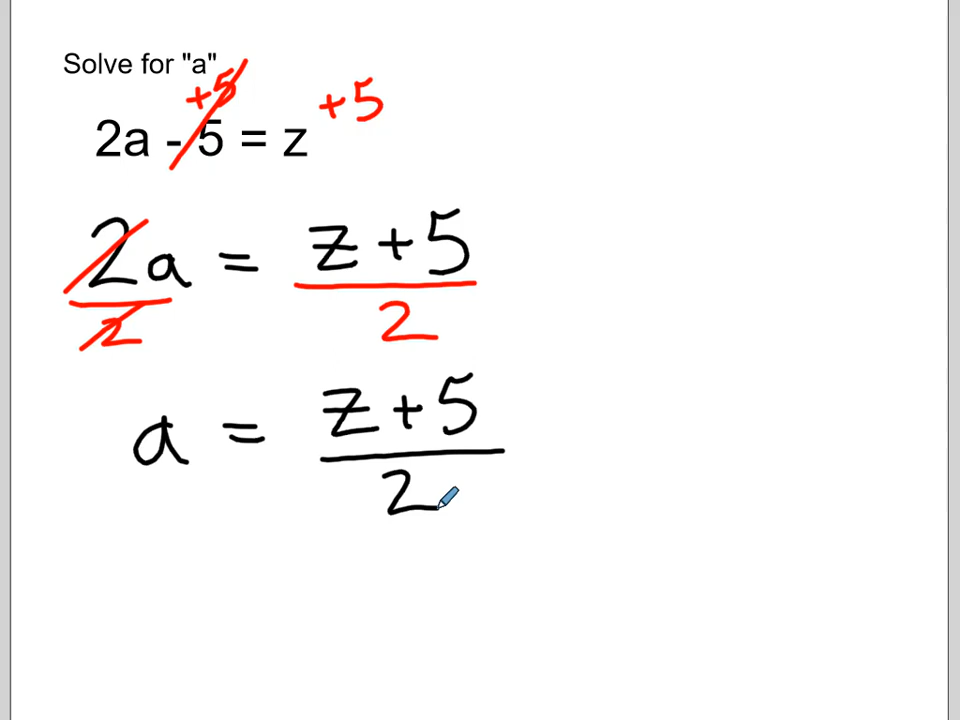 Solve for "a"
+5 +5
2a - 5 = z
2a = z + 5
2 2
a = z + 5
2